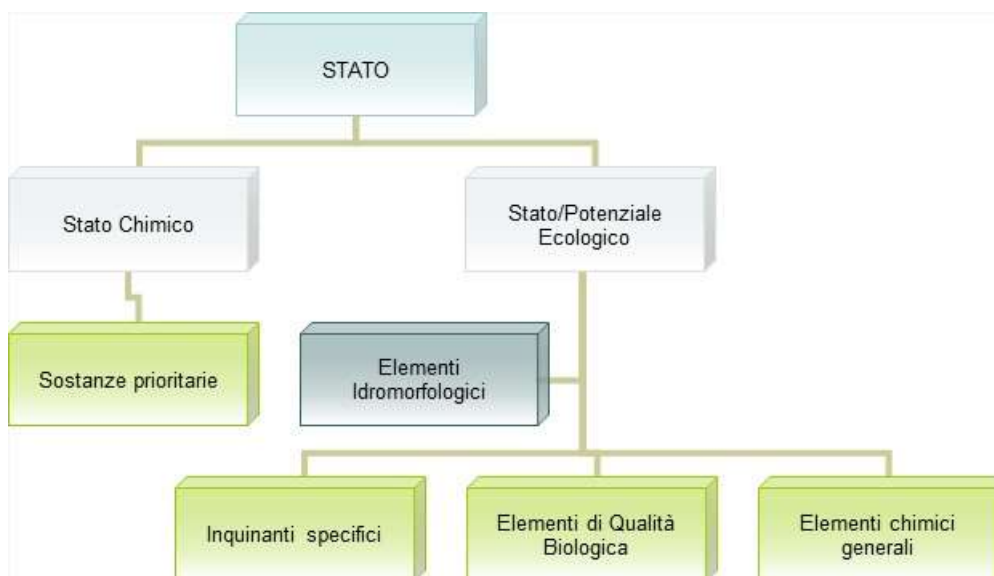 STATO
Stato Chimico
Stato/Potenziale
Ecologico
Sostanze prioritarie
Elementi
Idromorfologici
Inquinanti specifici
Elementi di Qualità
Biologica
Elementi chimici
generali